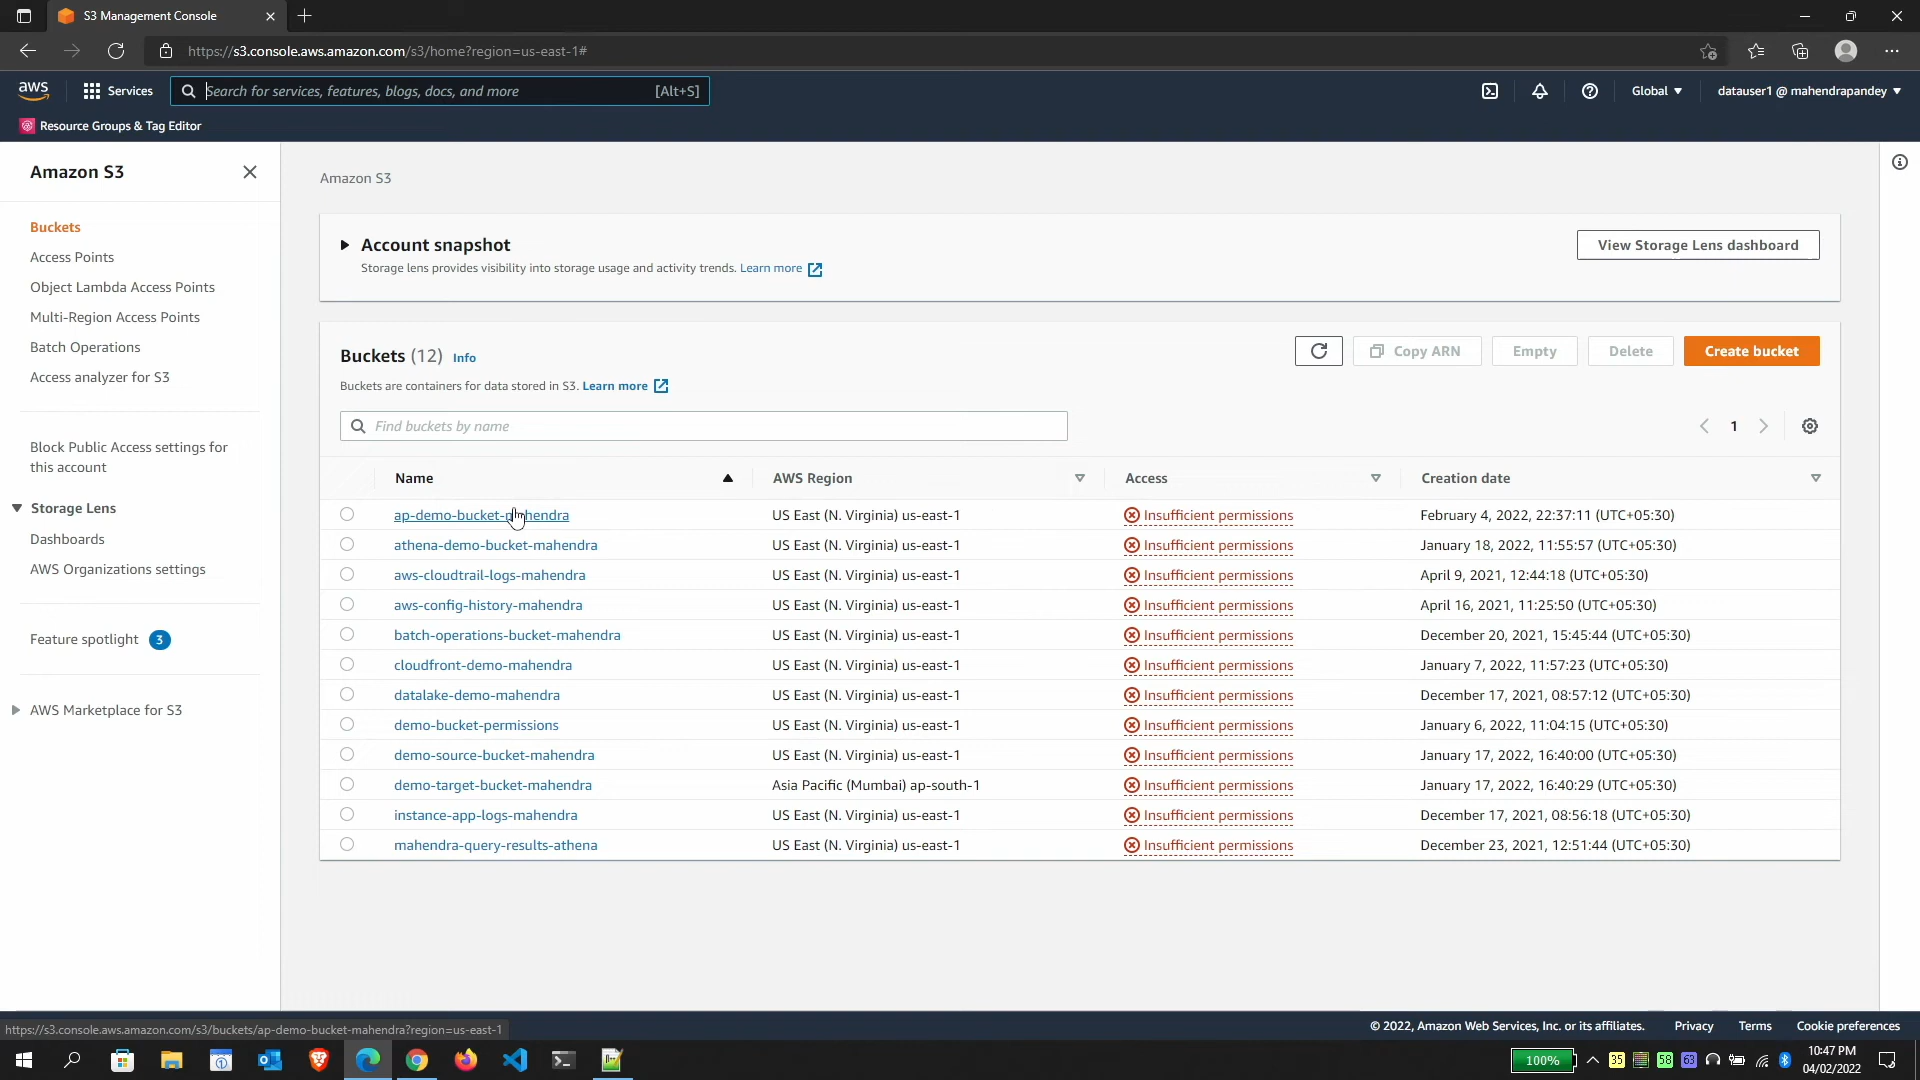 S3 Management Console
https://s3.console.aws.amazon.com/s3/home?region=us-east-1#
aws
Services
Search for services, features, blogs, docs, and more [Alt+S]
Global
datauser1 @ mahendrapandey
Resource Groups & Tag Editor
Amazon S3
Buckets
Access Points
Object Lambda Access Points
Multi-Region Access Points
Batch Operations
Access analyzer for S3
Block Public Access settings for
this account
Storage Lens
Dashboards
AWS Organizations settings
Feature spotlight 3
AWS Marketplace for S3
Amazon S3
Account snapshot
Storage lens provides visibility into storage usage and activity trends. Learn more
View Storage Lens dashboard
Buckets (12) Info
Buckets are containers for data stored in S3. Learn more
Copy ARN
Empty
Delete
Create bucket
Find buckets by name
1
Name AWS Region Access Creation date
ap-demo-bucket-mahendra US East (N. Virginia) us-east-1 Insufficient permissions February 4, 2022, 22:37:11 (UTC+05:30)
athena-demo-bucket-mahendra US East (N. Virginia) us-east-1 Insufficient permissions January 18, 2022, 11:55:57 (UTC+05:30)
aws-cloudtrail-logs-mahendra US East (N. Virginia) us-east-1 Insufficient permissions April 9, 2021, 12:44:18 (UTC+05:30)
aws-config-history-mahendra US East (N. Virginia) us-east-1 Insufficient permissions April 16, 2021, 11:25:50 (UTC+05:30)
batch-operations-bucket-mahendra US East (N. Virginia) us-east-1 Insufficient permissions December 20, 2021, 15:45:44 (UTC+05:30)
cloudfront-demo-mahendra US East (N. Virginia) us-east-1 Insufficient permissions January 7, 2022, 11:57:23 (UTC+05:30)
datalake-demo-mahendra US East (N. Virginia) us-east-1 Insufficient permissions December 17, 2021, 08:57:12 (UTC+05:30)
demo-bucket-permissions US East (N. Virginia) us-east-1 Insufficient permissions January 6, 2022, 11:04:15 (UTC+05:30)
demo-source-bucket-mahendra US East (N. Virginia) us-east-1 Insufficient permissions January 17, 2022, 16:40:00 (UTC+05:30)
demo-target-bucket-mahendra Asia Pacific (Mumbai) ap-south-1 Insufficient permissions January 17, 2022, 16:40:29 (UTC+05:30)
instance-app-logs-mahendra US East (N. Virginia) us-east-1 Insufficient permissions December 17, 2021, 08:56:18 (UTC+05:30)
mahendra-query-results-athena US East (N. Virginia) us-east-1 Insufficient permissions December 23, 2021, 12:51:44 (UTC+05:30)
https://s3.console.aws.amazon.com/s3/buckets/ap-demo-bucket-mahendra?region=us-east-1
© 2022, Amazon Web Services, Inc. or its affiliates. Privacy Terms Cookie preferences
100% 35 58 63
10:47 PM
04/02/2022